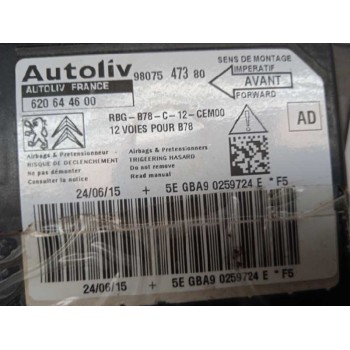 Autoliv 98075 473 80
AUTOLIV FRANCE
620 64 46 00
SENS DE MONTAGE
IMPERATIF
AVANT
FORWARD
RBG-B78-C-12-CEM00
12 VOIES POUR B78
AD
Airbags & Pretensionneur
RISQUE DE DECLENCHEMENT
Ne pas démonter
Consulter la notice
Airbags & Pretensioner
TRIGEERING HASARD
Do not remove
Read manual
24/06/15 + 5E GBA9 0259724 E *F5
24/06/15 + 5E GBA9 0259724 E *F5